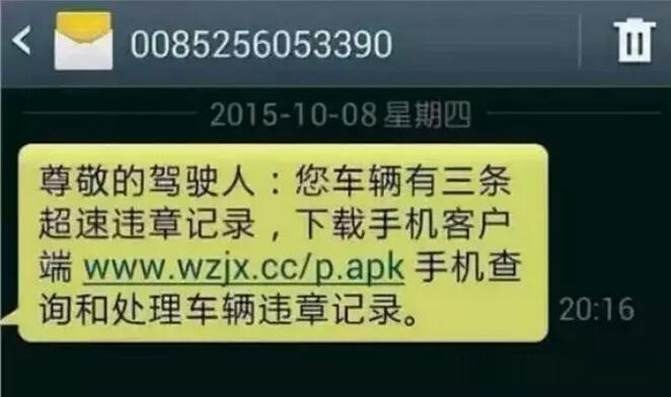 0085256053390
2015-10-08 星期四
尊敬的驾驶人：您车辆有三条
超速违章记录，下载手机客户
端 www.wzjx.cc/p.apk 手机查
询和处理车辆违章记录。
20:16